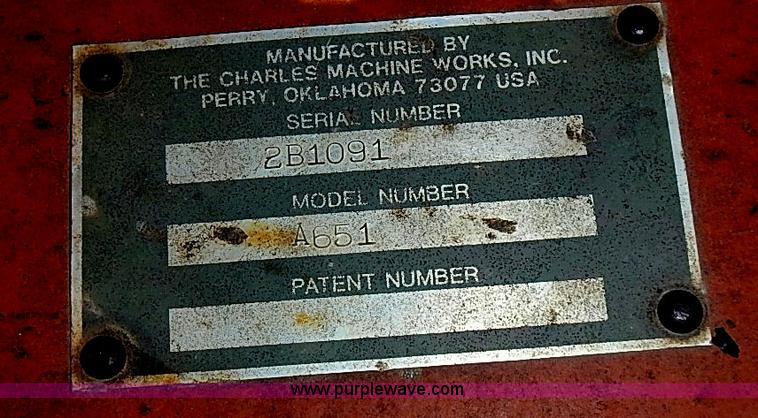 MANUFACTURED BY
THE CHARLES MACHINE WORKS, INC.
PERRY, OKLAHOMA 73077 USA
SERIAL NUMBER
2B1091
MODEL NUMBER
A651
PATENT NUMBER
www.purplewave.com